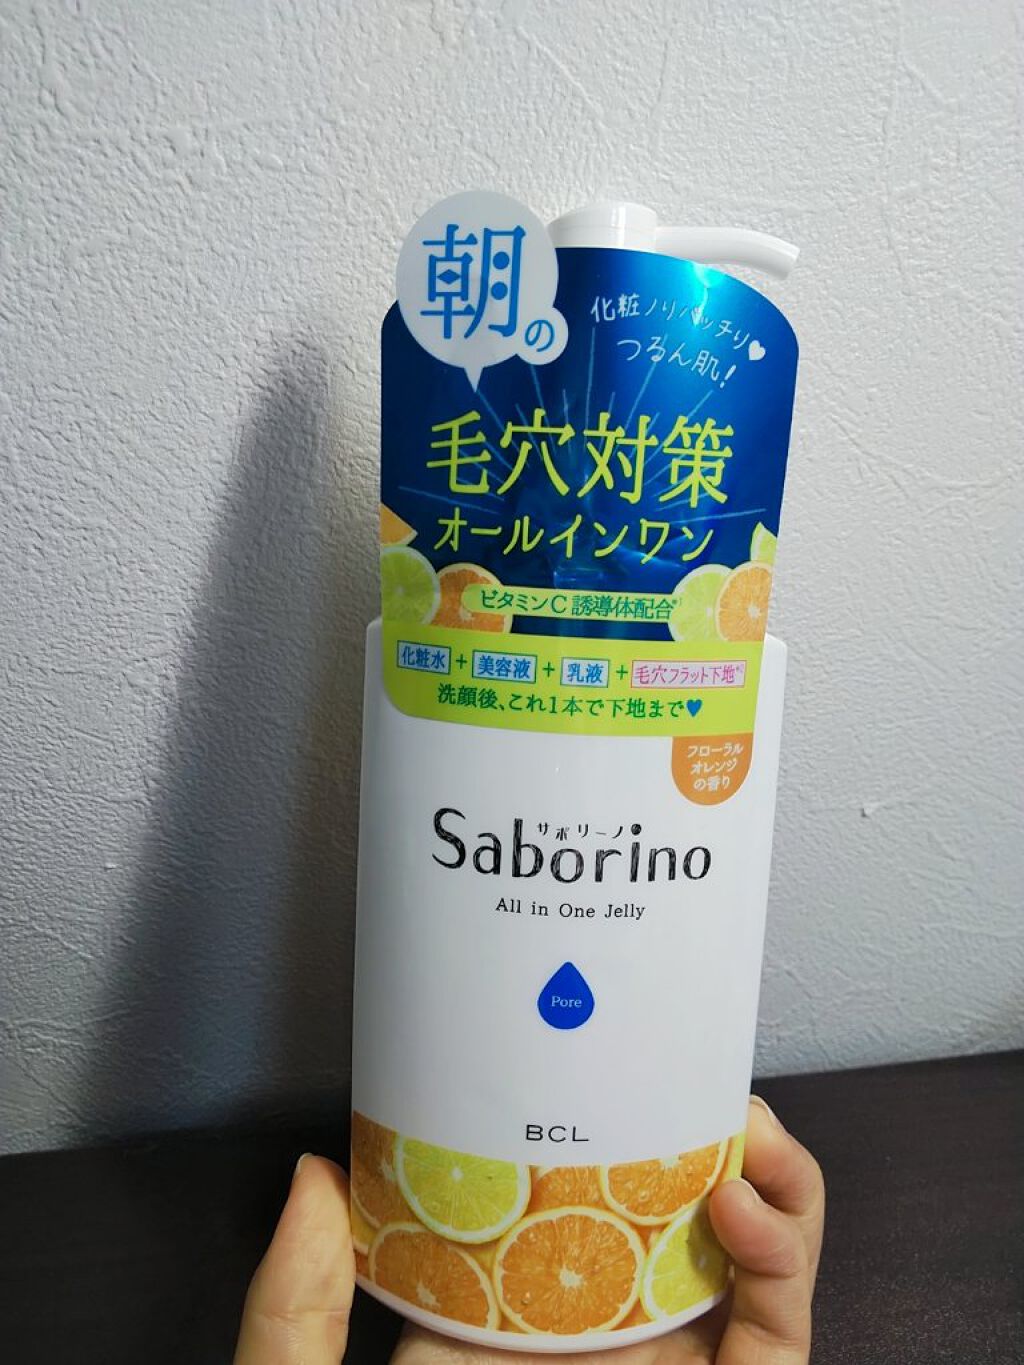 朝の
化粧ノリバッチリ♥
つるん肌!
毛穴対策
オールインワン
ビタミンC誘導体配合*1
化粧水+美容液+乳液+毛穴フラット下地*2
洗顔後、これ1本で下地まで♥
フローラル
オレンジ
の香り
サボリーノ
Saborino
All in One Jelly
Pore
BCL